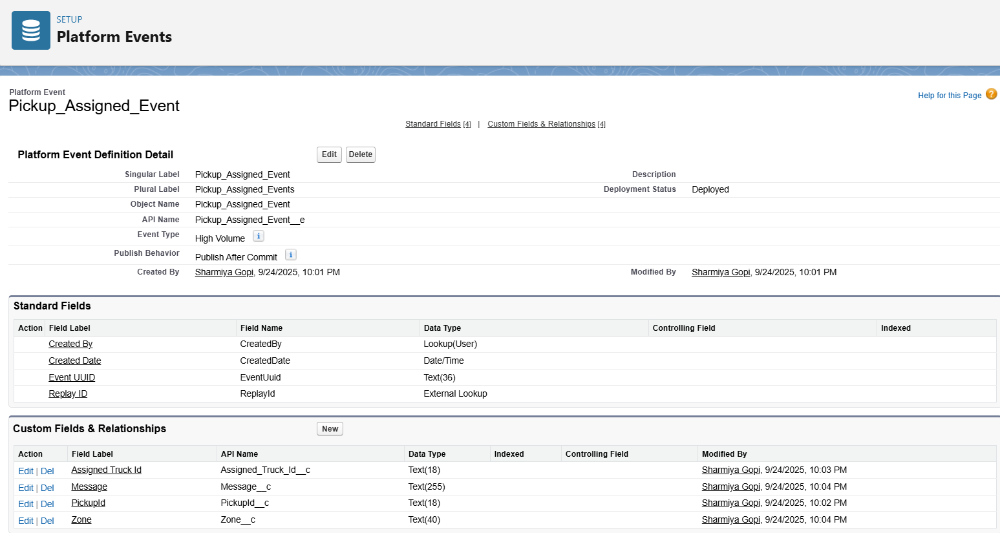 SETUP
Platform Events
Platform Event
Pickup_Assigned_Event
Help for this Page ?
Standard Fields [4] | Custom Fields & Relationships [4]
Platform Event Definition Detail Edit Delete
Singular Label Pickup_Assigned_Event Description
Plural Label Pickup_Assigned_Events Deployment Status Deployed
Object Name Pickup_Assigned_Event
API Name Pickup_Assigned_Event__e
Event Type High Volume i
Publish Behavior Publish After Commit i
Created By Sharmiya Gopi, 9/24/2025, 10:01 PM Modified By Sharmiya Gopi, 9/24/2025, 10:01 PM
Standard Fields
Action Field Label Field Name Data Type Controlling Field Indexed
Created By CreatedBy Lookup(User)
Created Date CreatedDate Date/Time
Event UUID EventUuid Text(36)
Replay ID ReplayId External Lookup
Custom Fields & Relationships New
Action Field Label API Name Data Type Indexed Controlling Field Modified By
Edit | Del Assigned Truck Id Assigned_Truck_Id__c Text(18) Sharmiya Gopi, 9/24/2025, 10:03 PM
Edit | Del Message Message__c Text(255) Sharmiya Gopi, 9/24/2025, 10:04 PM
Edit | Del PickupId PickupId__c Text(18) Sharmiya Gopi, 9/24/2025, 10:02 PM
Edit | Del Zone Zone__c Text(40) Sharmiya Gopi, 9/24/2025, 10:04 PM